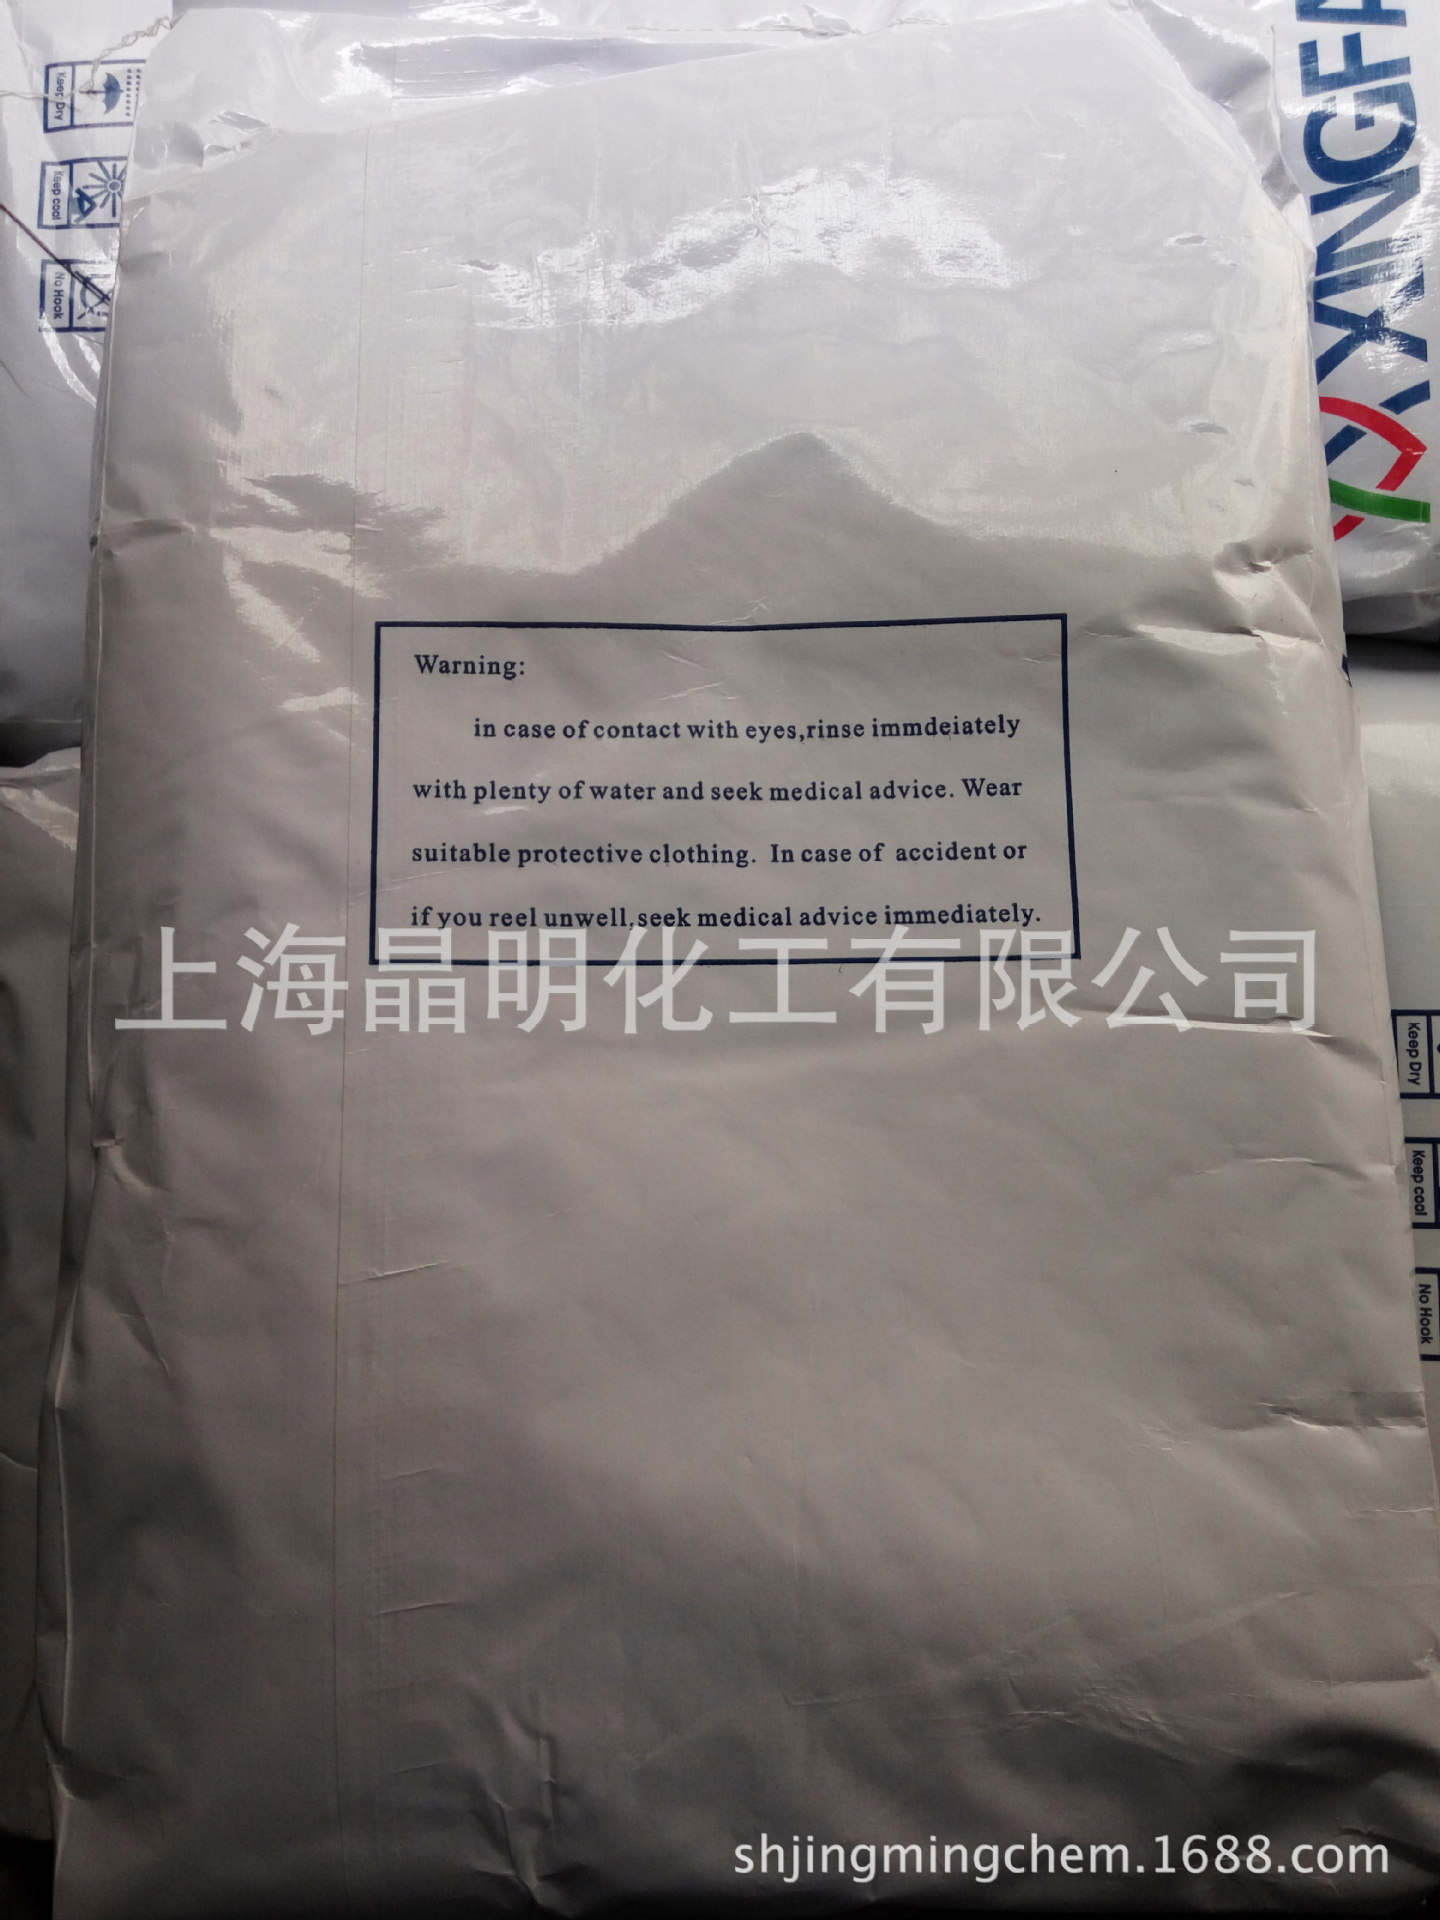 Keep Dry
Keep cool
No Hook
XINGFA
Warning:
in case of contact with eyes,rinse immdeiately
with plenty of water and seek medical advice. Wear
suitable protective clothing. In case of accident or
if you reel unwell,seek medical advice immediately.
上海晶明化工有限公司
Keep Dry
Keep cool
No Hook
shjingmingchem.1688.com